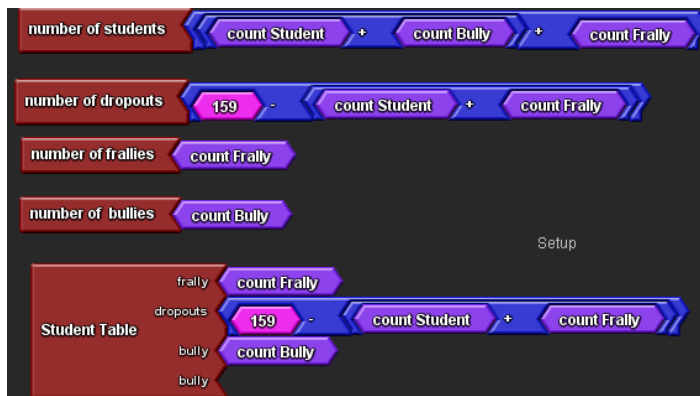 number of students count Student + count Bully + count Frally
number of dropouts 159 - count Student + count Frally
number of frallies count Frally
number of bullies count Bully
Setup
frally count Frally
dropouts 159 - count Student + count Frally
Student Table
bully count Bully
bully